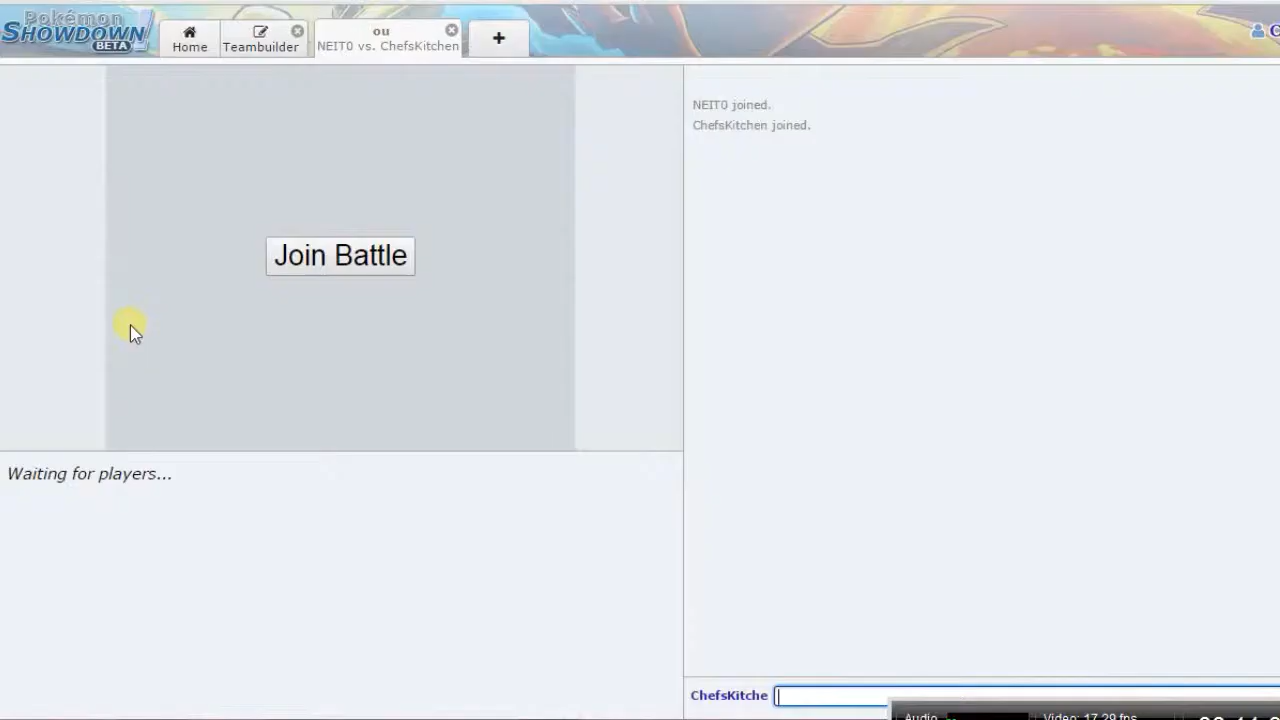 Pokémon
SHOWDOWN!
BETA
Home
Teambuilder
ou
NEIT0 vs. ChefsKitchen
+
NEIT0 joined.
ChefsKitchen joined.
Join Battle
Waiting for players...
ChefsKitche
Audio
Video: 17.29 fps